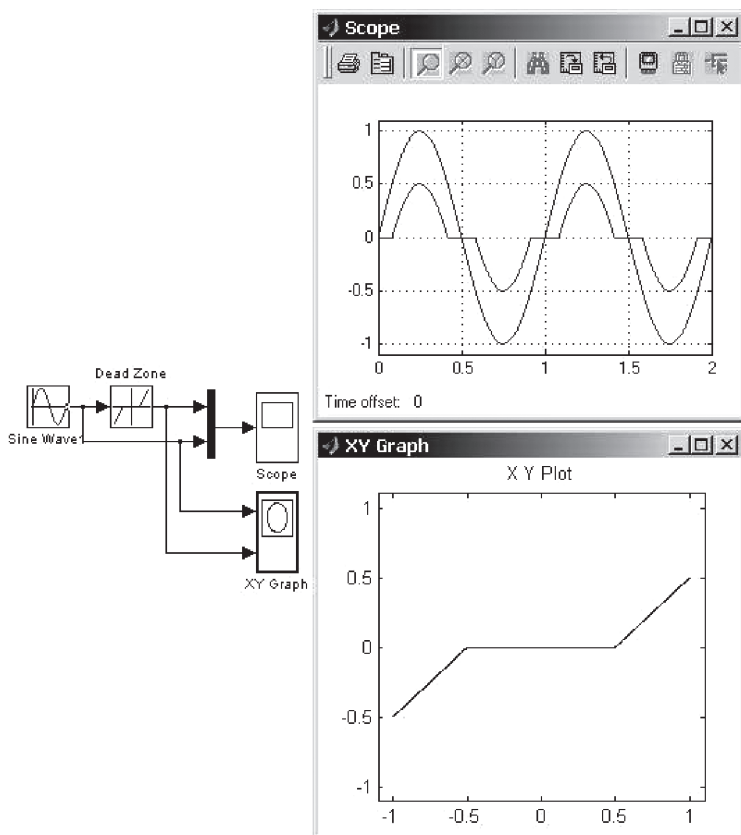 Scope
1
0.5
0
-0.5
-1
0 0.5 1 1.5 2
Time offset: 0
Dead Zone
Sine Wave1
Scope
XY Graph
XY Graph
X Y Plot
1
0.5
0
-0.5
-1
-1 -0.5 0 0.5 1